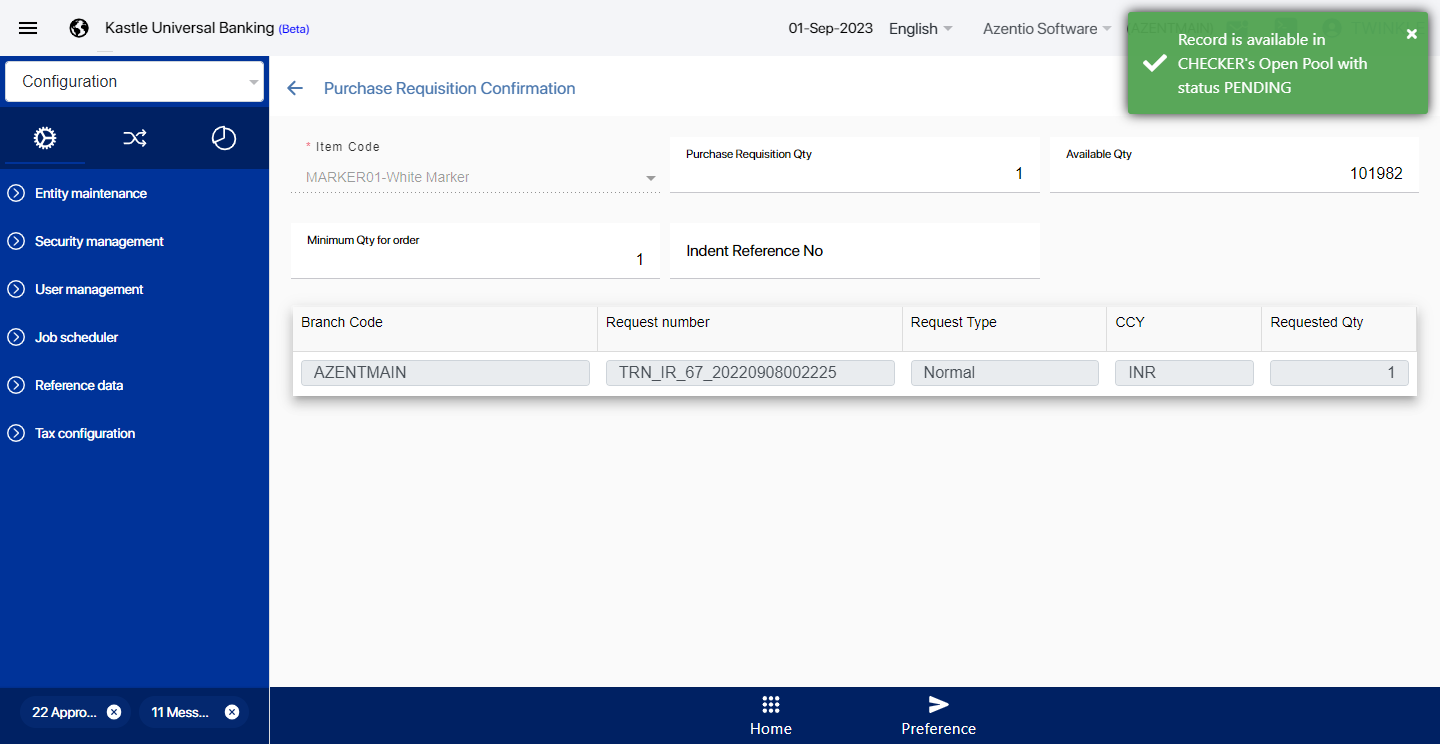 Kastle Universal Banking (Beta)
01-Sep-2023
English
Azentio Software
Record is available in
CHECKER's Open Pool with
status PENDING
Configuration
Purchase Requisition Confirmation
* Item Code
MARKER01-White Marker
Purchase Requisition Qty
1
Available Qty
101982
Entity maintenance
Security management
User management
Job scheduler
Reference data
Tax configuration
Minimum Qty for order
1
Indent Reference No
Branch Code
Request number
Request Type
CCY
Requested Qty
AZENTMAIN
TRN_IR_67_20220908002225
Normal
INR
1
22 Appro...
11 Mess...
Home
Preference